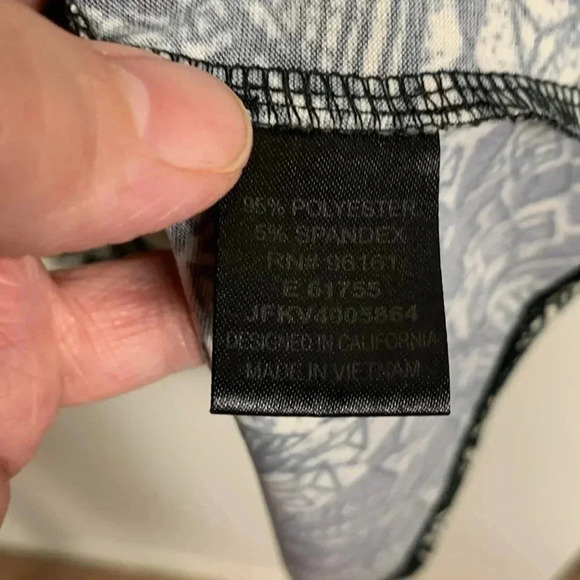 95% POLYESTER
5% SPANDEX
RN# 96161
E 61755
JFKV4005864
DESIGNED IN CALIFORNIA
MADE IN VIETNAM